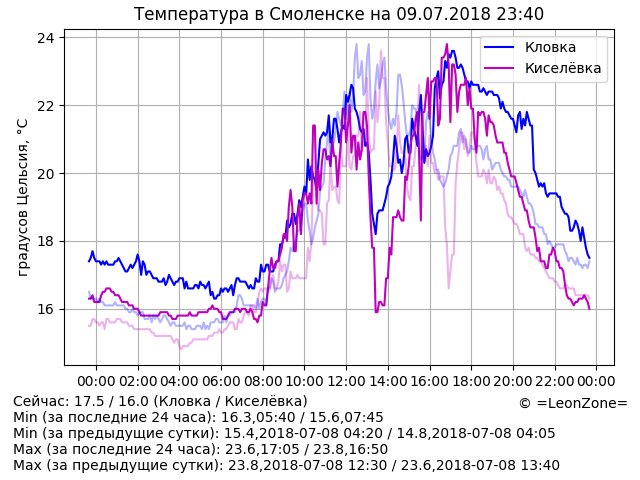 Температура в Смоленске на 09.07.2018 23:40
градусов Цельсия, °C
24
22
20
18
16
Кловка
Киселёвка
00:00 02:00 04:00 06:00 08:00 10:00 12:00 14:00 16:00 18:00 20:00 22:00 00:00
Сейчас: 17.5 / 16.0 (Кловка / Киселёвка)
© =LeonZone=
Min (за последние 24 часа): 16.3,05:40 / 15.6,07:45
Min (за предыдущие сутки): 15.4,2018-07-08 04:20 / 14.8,2018-07-08 04:05
Max (за последние 24 часа): 23.6,17:05 / 23.8,16:50
Max (за предыдущие сутки): 23.8,2018-07-08 12:30 / 23.6,2018-07-08 13:40